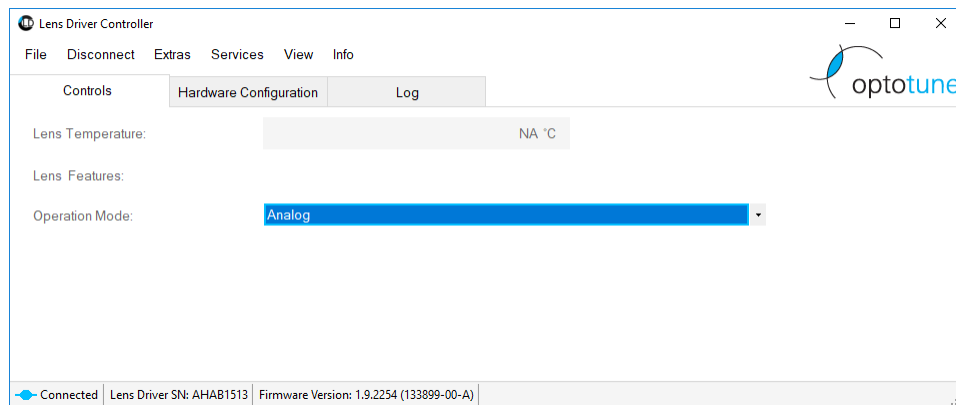 Lens Driver Controller
File Disconnect Extras Services View Info
optotune
Controls Hardware Configuration Log
Lens Temperature: NA °C
Lens Features:
Operation Mode: Analog
Connected Lens Driver SN: AHAB1513 Firmware Version: 1.9.2254 (133899-00-A)